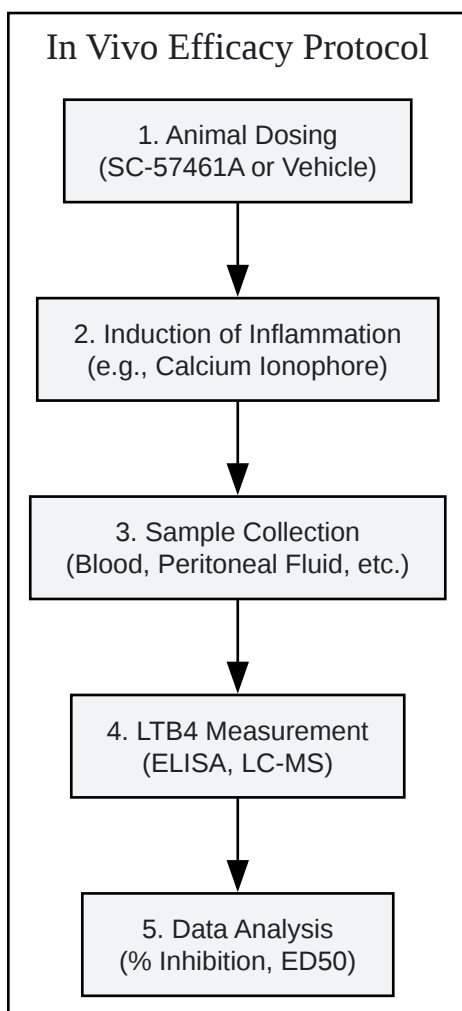 In Vivo Efficacy Protocol
1. Animal Dosing
(SC-57461A or Vehicle)
2. Induction of Inflammation
(e.g., Calcium Ionophore)
3. Sample Collection
(Blood, Peritoneal Fluid, etc.)
4. LTB4 Measurement
(ELISA, LC-MS)
5. Data Analysis
(% Inhibition, ED50)